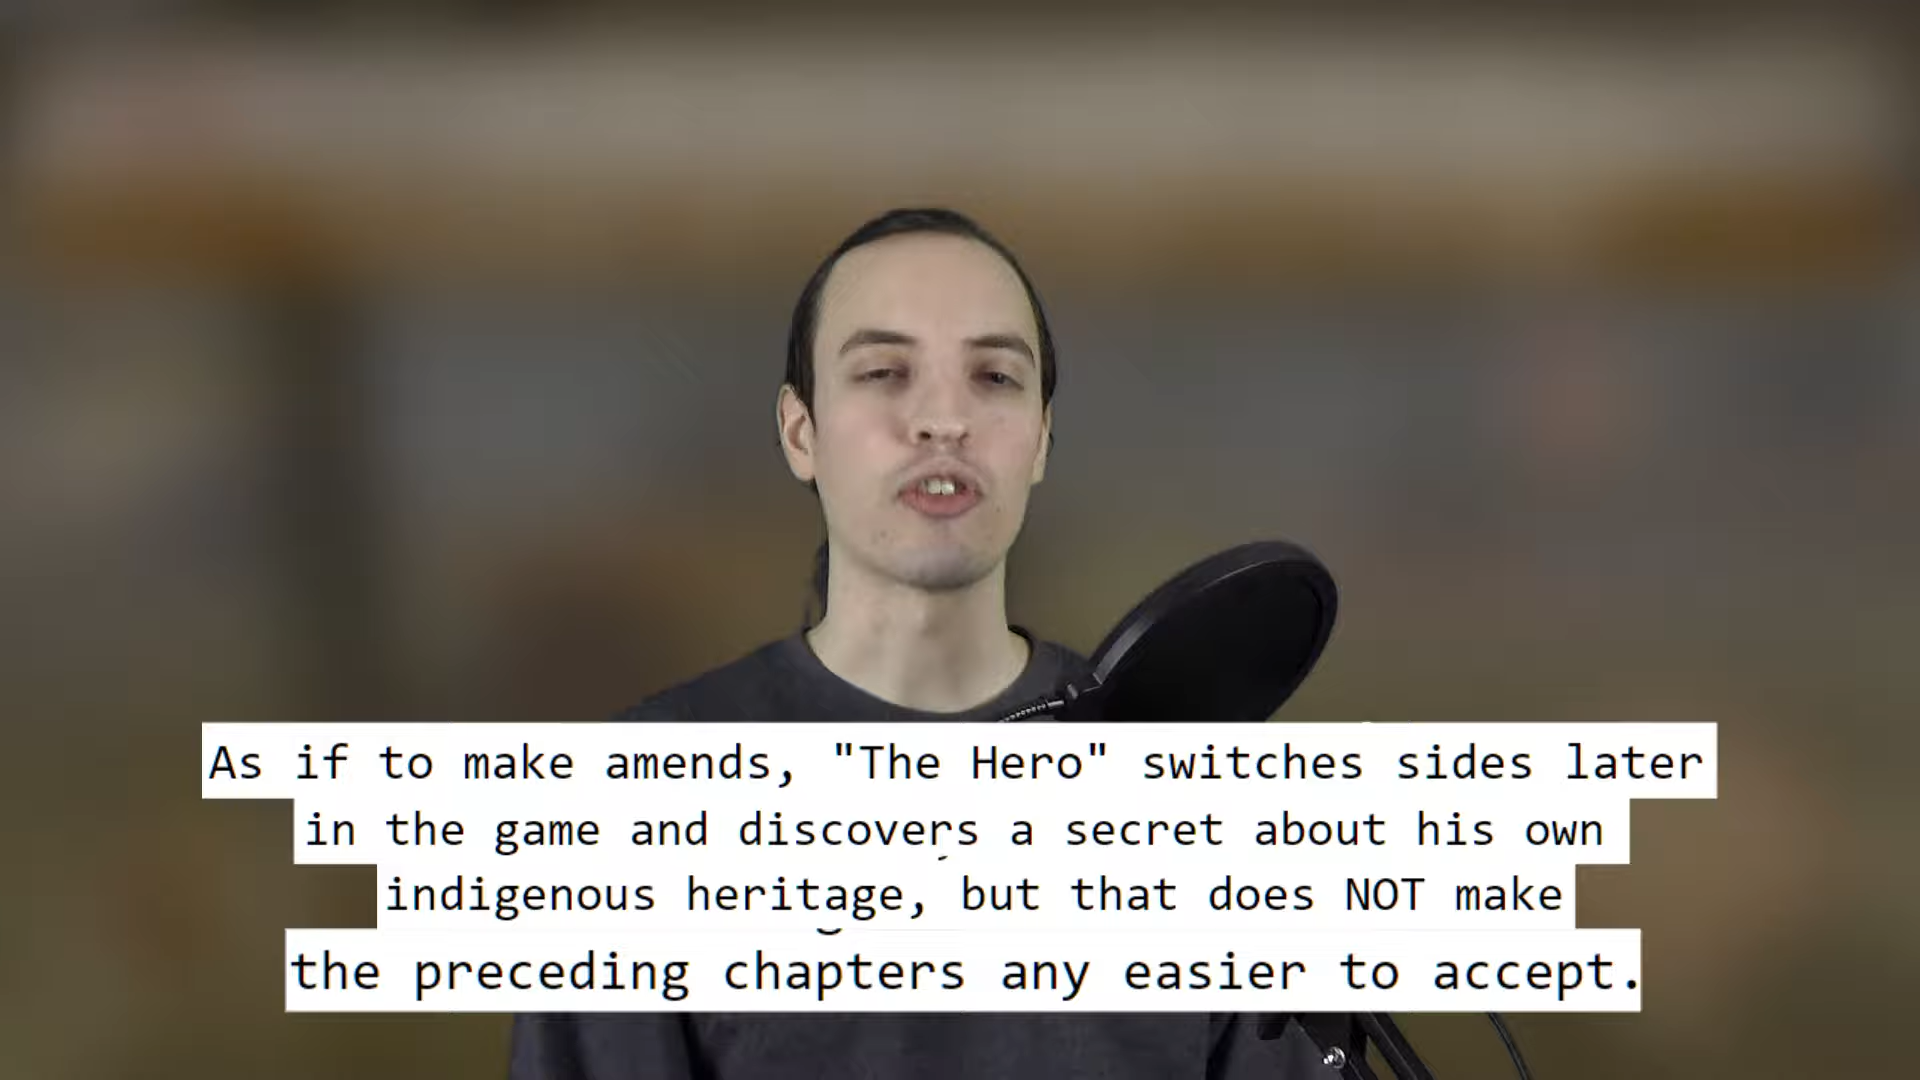 As if to make amends, "The Hero" switches sides later
in the game and discovers a secret about his own
indigenous heritage, but that does NOT make
the preceding chapters any easier to accept.